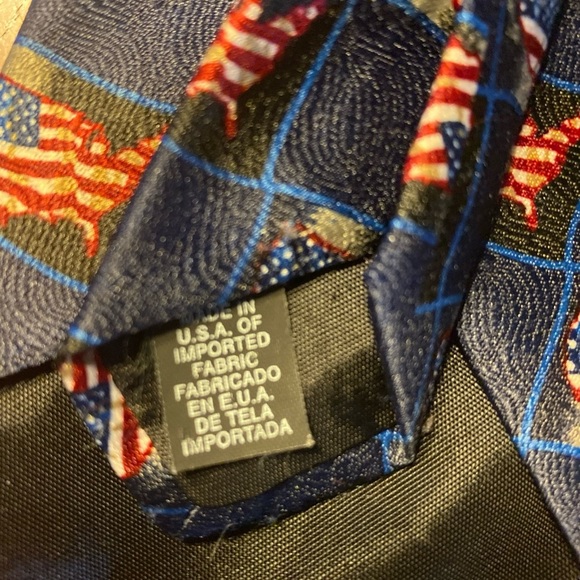 MADE IN
U.S.A. OF
IMPORTED
FABRIC
FABRICADO
EN E.U.A.
DE TELA
IMPORTADA